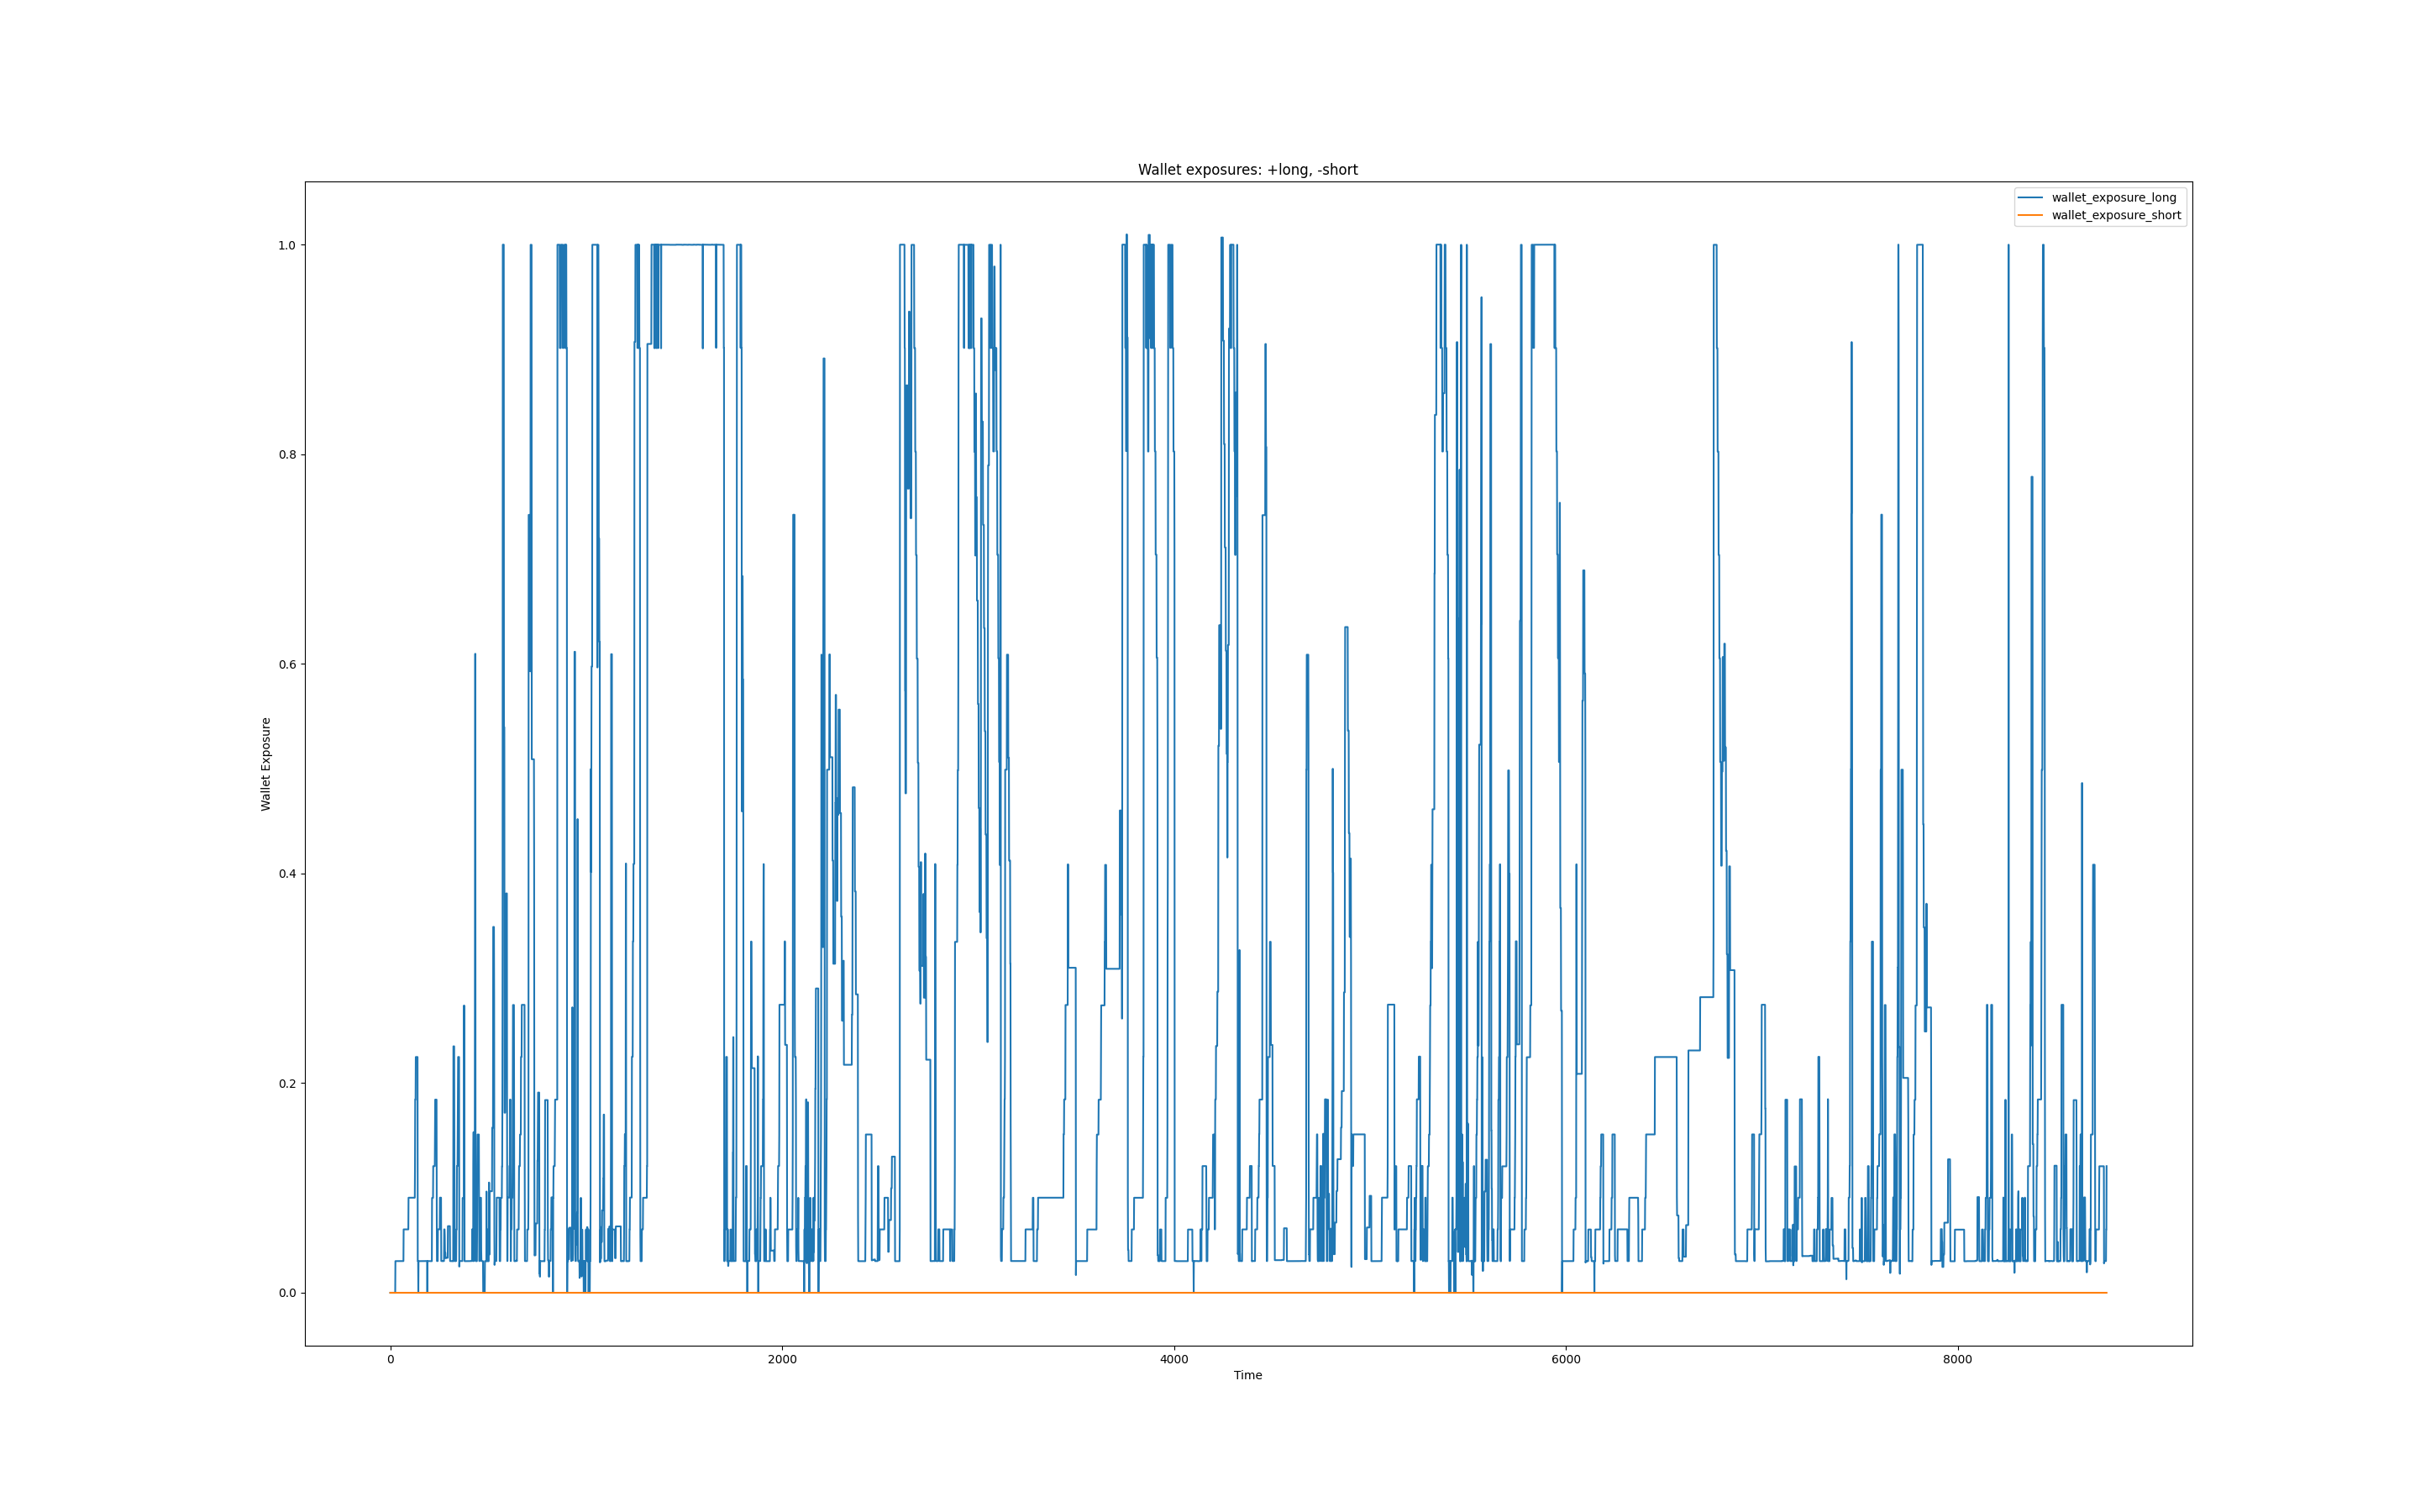 Wallet exposures: +long, -short
wallet_exposure_long
wallet_exposure_short
1.0
0.8
0.6
0.4
0.2
0.0
Wallet Exposure
0 2000 4000 6000 8000
Time